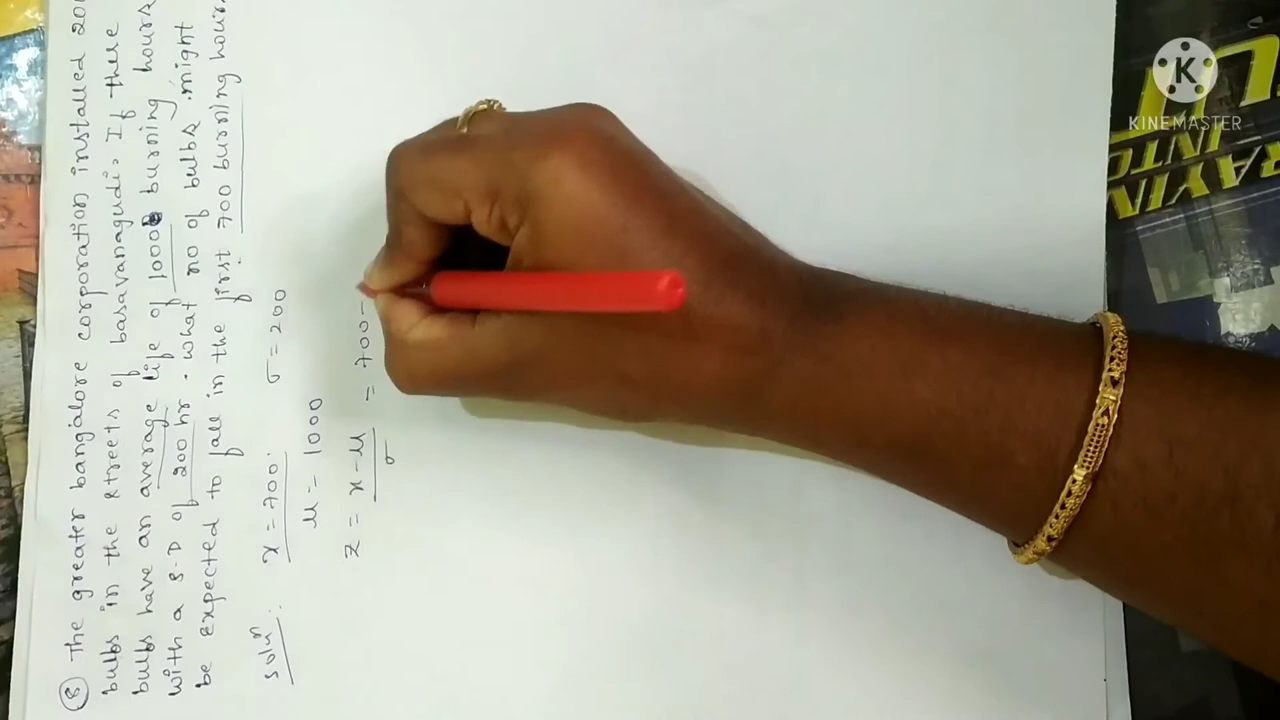 8 The greater bangalore corporation installed 200
bulbs in the streets of basavanagudi. If these
bulbs have an average life of 1000 burning hours
with a S.D of 200 hr. what no of bulbs might
be expected to fall in the first 700 burning hours
Soln: x = 700. σ = 200
μ = 1000
z = x - μ / σ = 700 -
KINEMASTER